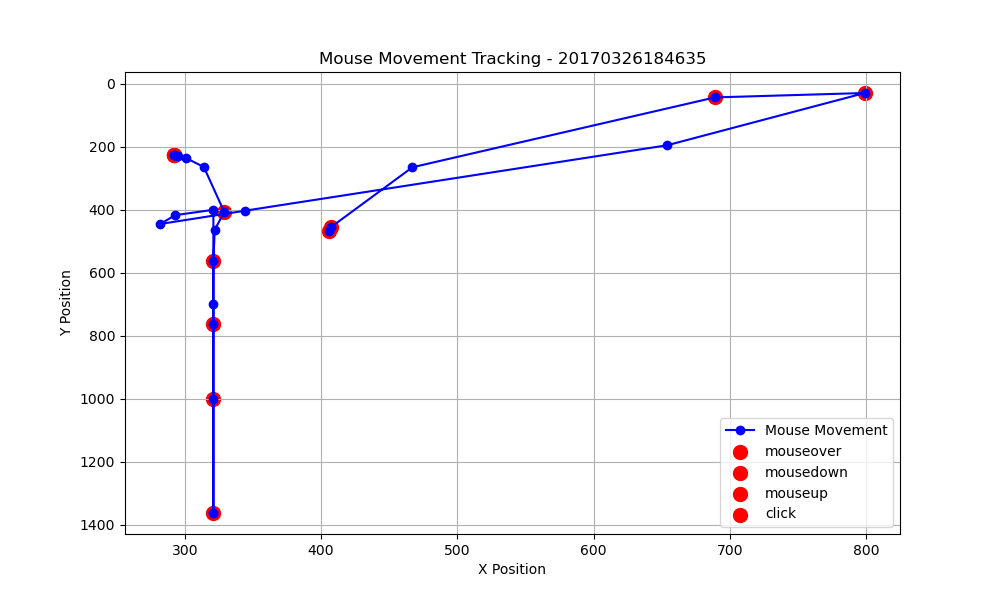 Mouse Movement Tracking - 20170326184635
0
200
400
600
800
1000
1200
1400
Y Position
300
400
500
600
700
800
X Position
Mouse Movement
mouseover
mousedown
mouseup
click